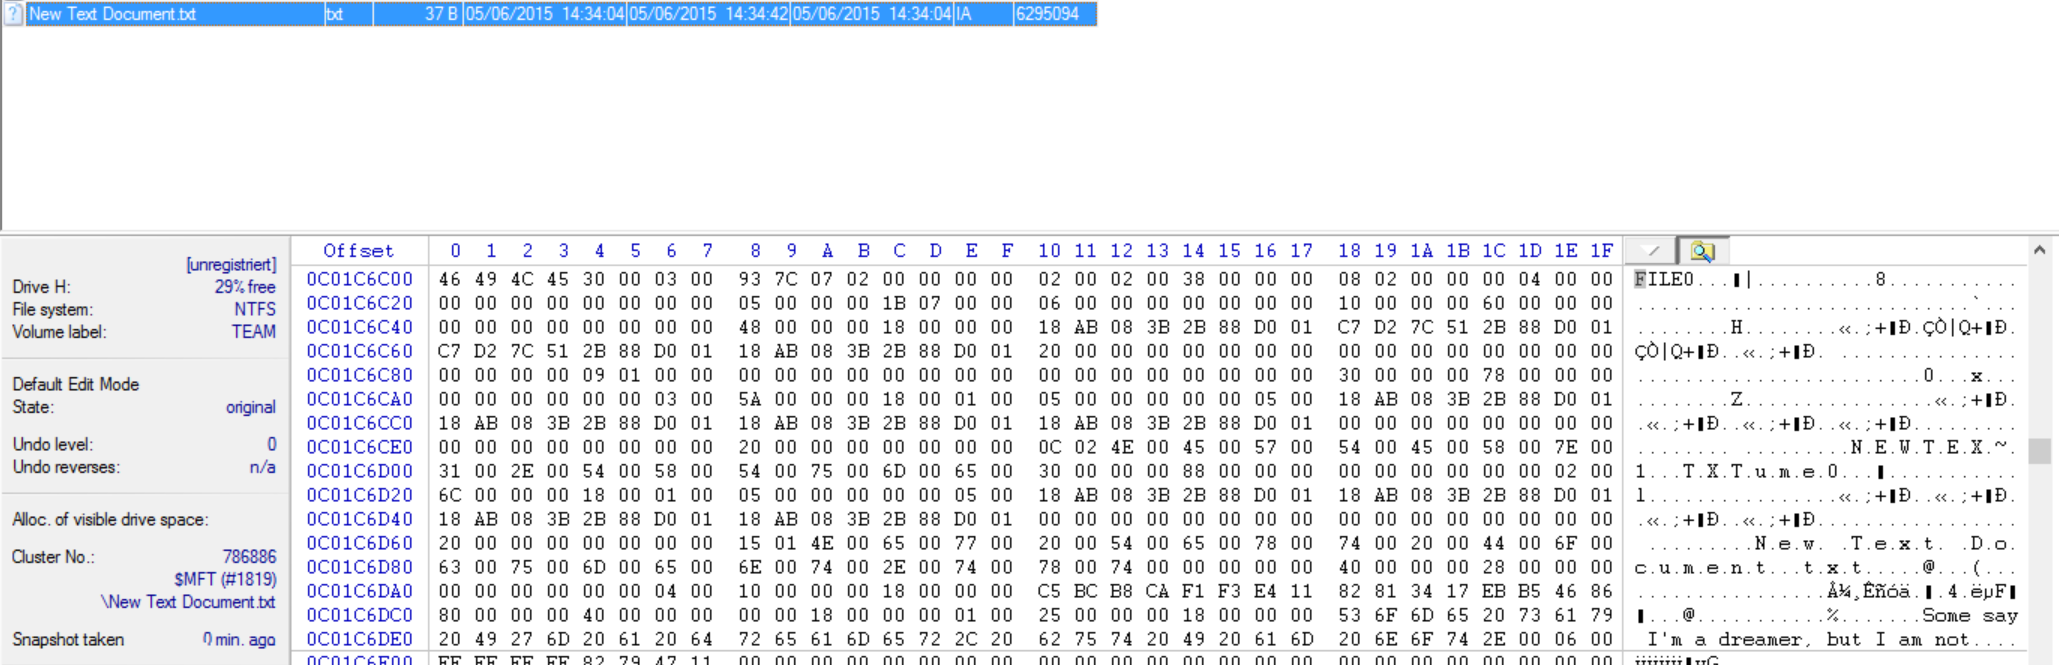 New Text Document.txt txt 37 B 05/06/2015 14:34:04 05/06/2015 14:34:42 05/06/2015 14:34:04 IA 6295094
[unregistriert]
Drive H: 29% free
File system: NTFS
Volume label: TEAM
Default Edit Mode
State: original
Undo level: 0
Undo reverses: n/a
Alloc. of visible drive space:
Cluster No.: 786886
$MFT (#1819)
\New Text Document.txt
Snapshot taken 0 min. ago
Offset 0 1 2 3 4 5 6 7 8 9 A B C D E F 10 11 12 13 14 15 16 17 18 19 1A 1B 1C 1D 1E 1F
0C01C6C00 46 49 4C 45 30 00 03 00 93 7C 07 02 00 00 00 00 02 00 02 00 38 00 00 00 08 02 00 00 00 04 00 00 FILE0...▮|..........8...........
0C01C6C20 00 00 00 00 00 00 00 00 05 00 00 00 1B 07 00 00 06 00 00 00 00 00 00 00 10 00 00 00 60 00 00 00 ............................`...
0C01C6C40 00 00 00 00 00 00 00 00 48 00 00 00 18 00 00 00 18 AB 08 3B 2B 88 D0 01 C7 D2 7C 51 2B 88 D0 01 ........H........«.;+▮Ð.ÇÒ|Q+▮Ð.
0C01C6C60 C7 D2 7C 51 2B 88 D0 01 18 AB 08 3B 2B 88 D0 01 20 00 00 00 00 00 00 00 00 00 00 00 00 00 00 00 ÇÒ|Q+▮Ð..«.;+▮Ð. ...............
0C01C6C80 00 00 00 00 09 01 00 00 00 00 00 00 00 00 00 00 00 00 00 00 00 00 00 00 30 00 00 00 78 00 00 00 ........................0...x...
0C01C6CA0 00 00 00 00 00 00 03 00 5A 00 00 00 18 00 01 00 05 00 00 00 00 00 05 00 18 AB 08 3B 2B 88 D0 01 ........Z................«.;+▮Ð.
0C01C6CC0 18 AB 08 3B 2B 88 D0 01 18 AB 08 3B 2B 88 D0 01 18 AB 08 3B 2B 88 D0 01 00 00 00 00 00 00 00 00 .«.;+▮Ð..«.;+▮Ð..«.;+▮Ð.........
0C01C6CE0 00 00 00 00 00 00 00 00 20 00 00 00 00 00 00 00 0C 02 4E 00 45 00 57 00 54 00 45 00 58 00 7E 00 ........ .........N.E.W.T.E.X.~.
0C01C6D00 31 00 2E 00 54 00 58 00 54 00 75 00 6D 00 65 00 30 00 00 00 88 00 00 00 00 00 00 00 00 00 02 00 1...T.X.T.u.m.e.0...▮...........
0C01C6D20 6C 00 00 00 18 00 01 00 05 00 00 00 00 00 05 00 18 AB 08 3B 2B 88 D0 01 18 AB 08 3B 2B 88 D0 01 l................«.;+▮Ð..«.;+▮Ð.
0C01C6D40 18 AB 08 3B 2B 88 D0 01 18 AB 08 3B 2B 88 D0 01 00 00 00 00 00 00 00 00 00 00 00 00 00 00 00 00 .«.;+▮Ð..«.;+▮Ð.................
0C01C6D60 20 00 00 00 00 00 00 00 15 01 4E 00 65 00 77 00 20 00 54 00 65 00 78 00 74 00 20 00 44 00 6F 00 .........N.e.w. .T.e.x.t. .D.o.
0C01C6D80 63 00 75 00 6D 00 65 00 6E 00 74 00 2E 00 74 00 78 00 74 00 00 00 00 00 40 00 00 00 28 00 00 00 c.u.m.e.n.t...t.x.t.....@...(...
0C01C6DA0 00 00 00 00 00 00 04 00 10 00 00 00 18 00 00 00 C5 BC B8 CA F1 F3 E4 11 82 81 34 17 EB B5 46 86 ................Å¼¸Êñóä.▮.4.ëµF▮
0C01C6DC0 80 00 00 00 40 00 00 00 00 00 18 00 00 00 01 00 25 00 00 00 18 00 00 00 53 6F 6D 65 20 73 61 79 ▮...@...........%.......Some say
0C01C6DE0 20 49 27 6D 20 61 20 64 72 65 61 6D 65 72 2C 20 62 75 74 20 49 20 61 6D 20 6E 6F 74 2E 00 06 00 I'm a dreamer, but I am not....
0C01C6E00 FF FF FF FF 82 79 47 11 00 00 00 00 00 00 00 00 00 00 00 00 00 00 00 00 00 00 00 00 00 00 00 00